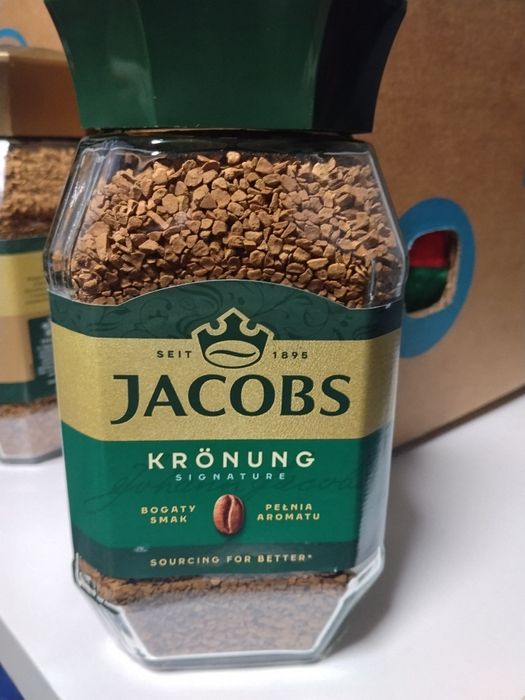 SEIT 1895
JACOBS
KRÖNUNG
SIGNATURE
BOGATY
SMAK
PEŁNIA
AROMATU
SOURCING FOR BETTER*